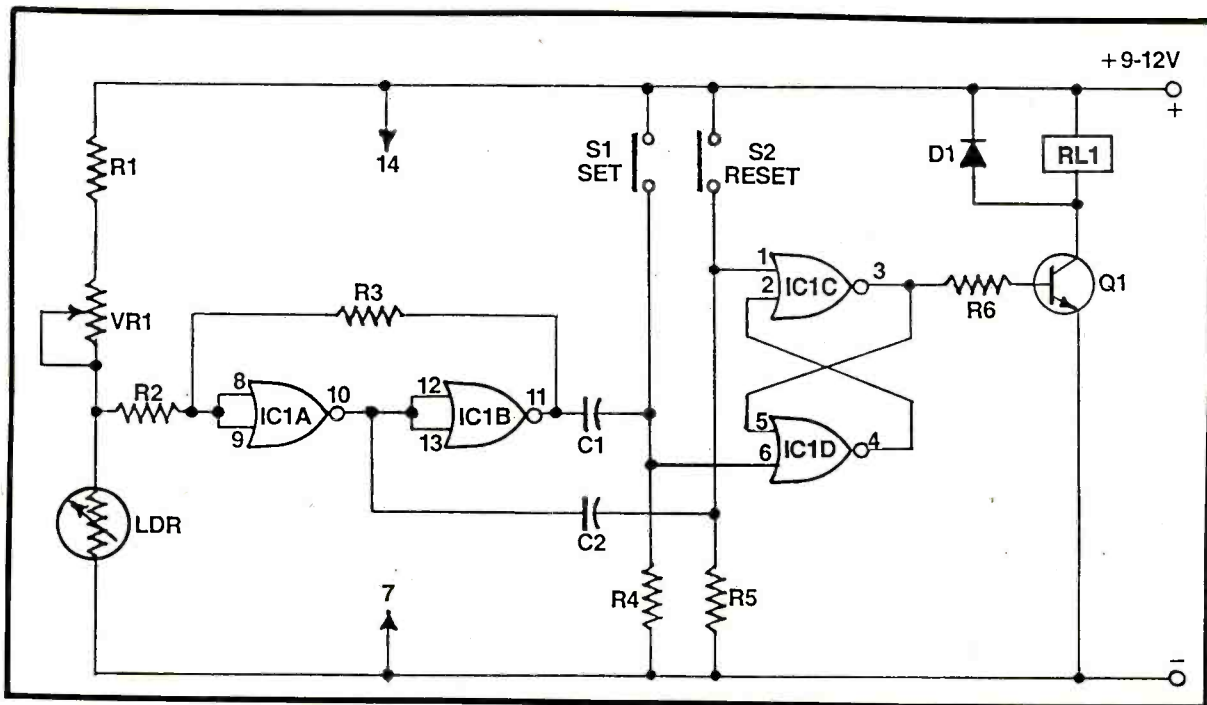 +9-12V
+
R1
14
S1
SET
S2
RESET
D1
RL1
VR1
R3
1
2
IC1C
3
R6
Q1
R2
8
9
IC1A
10
12
13
IC1B
11
C1
5
6
IC1D
4
LDR
C2
7
R4
R5
-